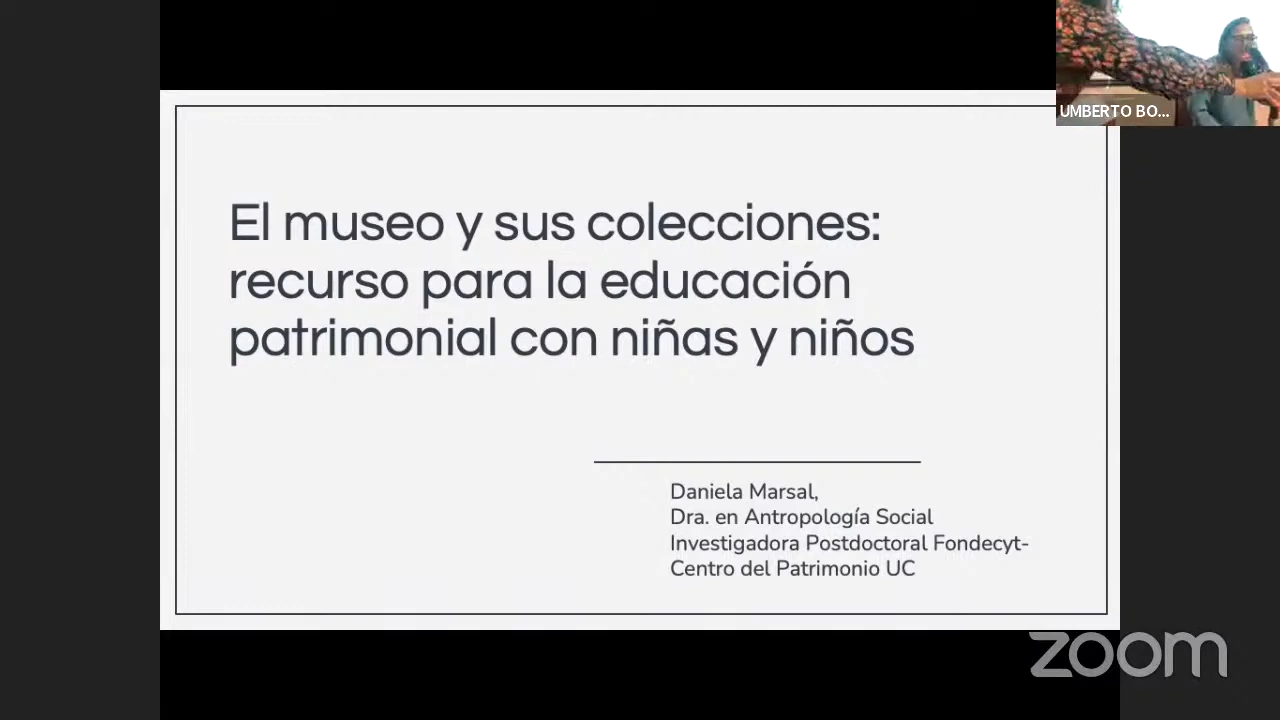 UMBERTO BO...
El museo y sus colecciones:
recurso para la educación
patrimonial con niñas y niños
Daniela Marsal,
Dra. en Antropología Social
Investigadora Postdoctoral Fondecyt-
Centro del Patrimonio UC
zoom